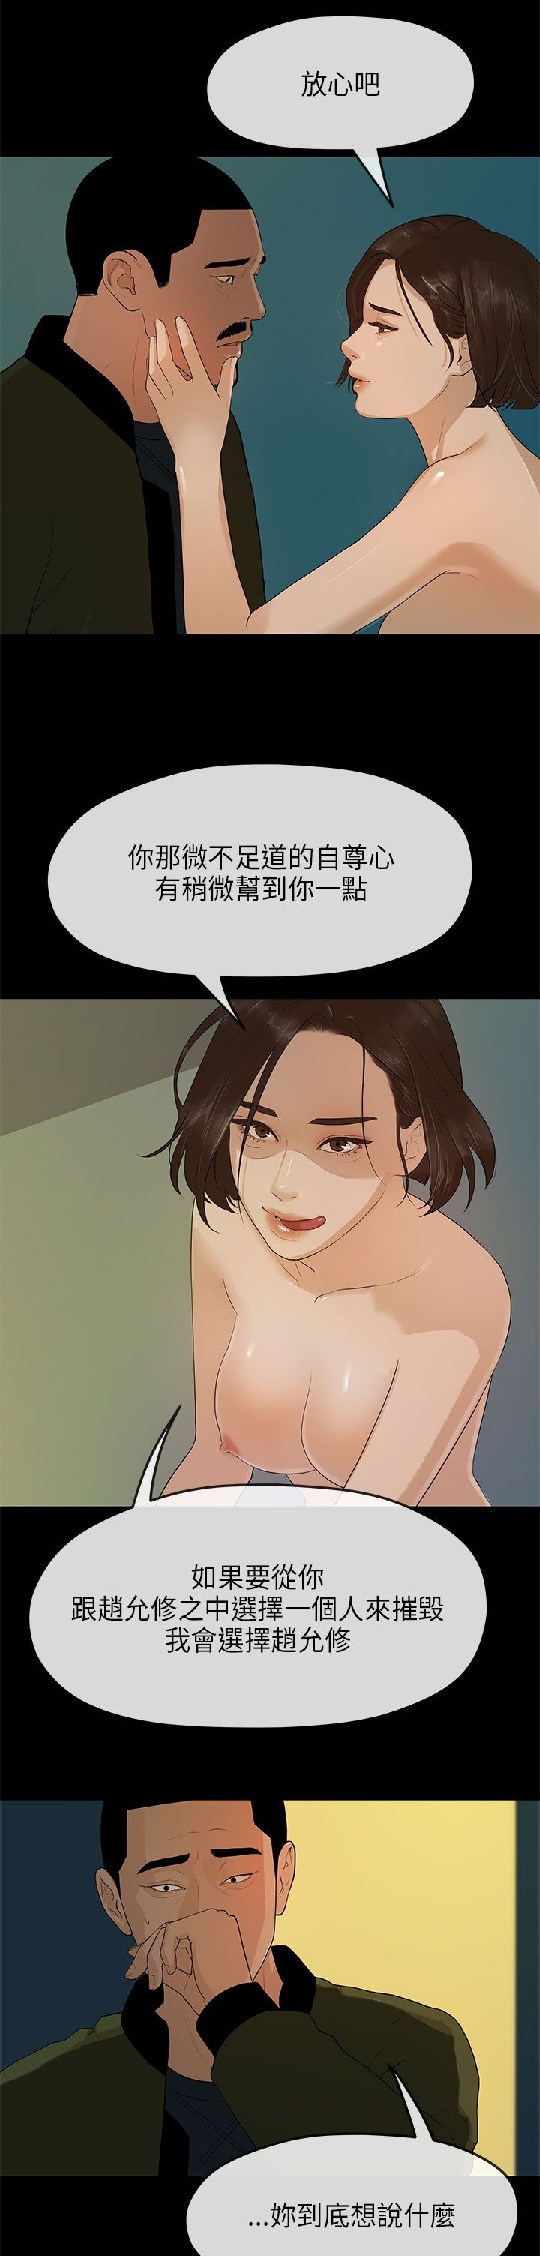 放心吧
你那微不足道的自尊心
有稍微幫到你一點
如果要從你
跟趙允修之中選擇一個人來摧毀
我會選擇趙允修
...妳到底想說什麼